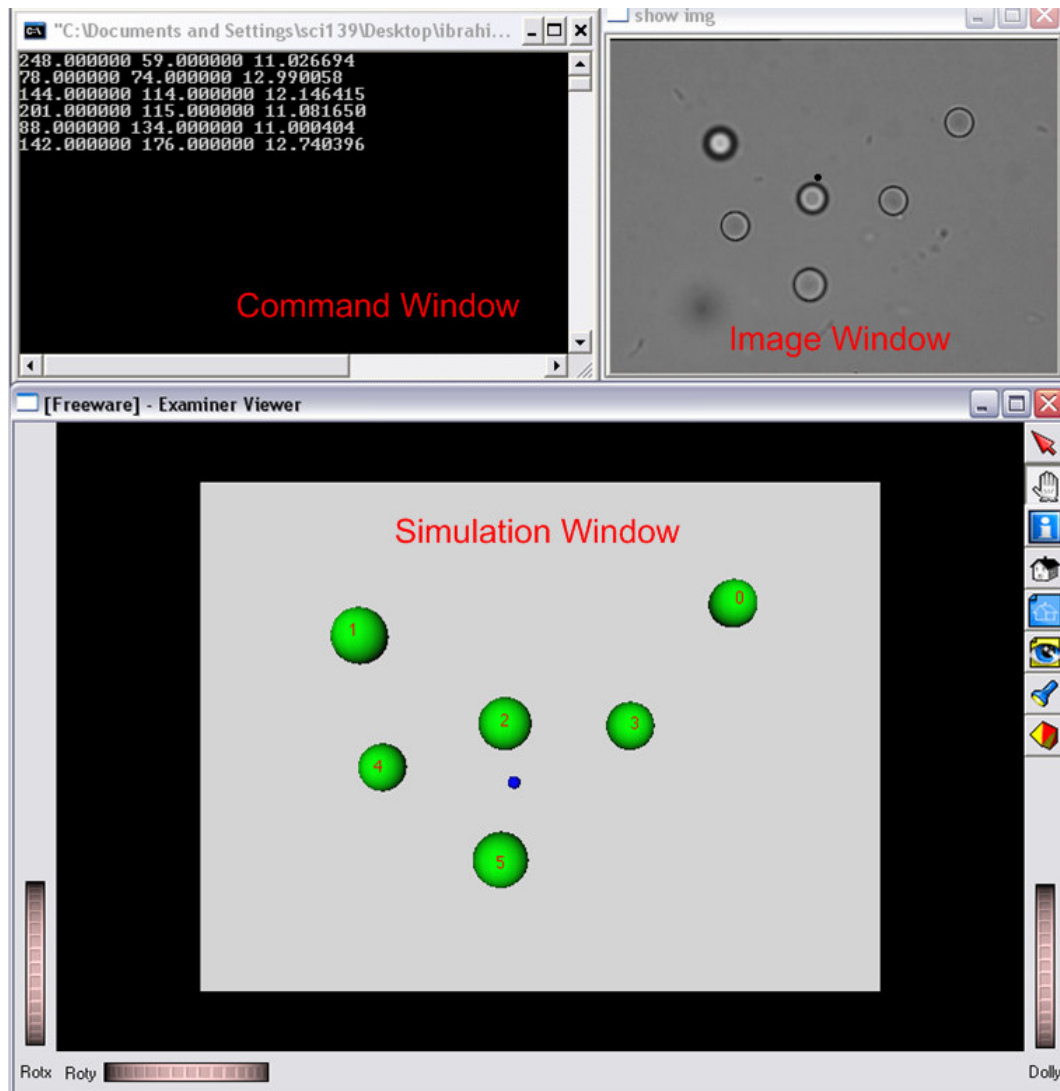 "C:\Documents and Settings\sci139\Desktop\ibrahi...
248.000000 59.000000 11.026694
78.000000 74.000000 12.990058
144.000000 114.000000 12.146415
201.000000 115.000000 11.081650
88.000000 134.000000 11.000404
142.000000 176.000000 12.740396
Command Window
show img
Image Window
[Freeware] - Examiner Viewer
Simulation Window
0
1
2
3
4
5
Rotx
Roty
Dolly